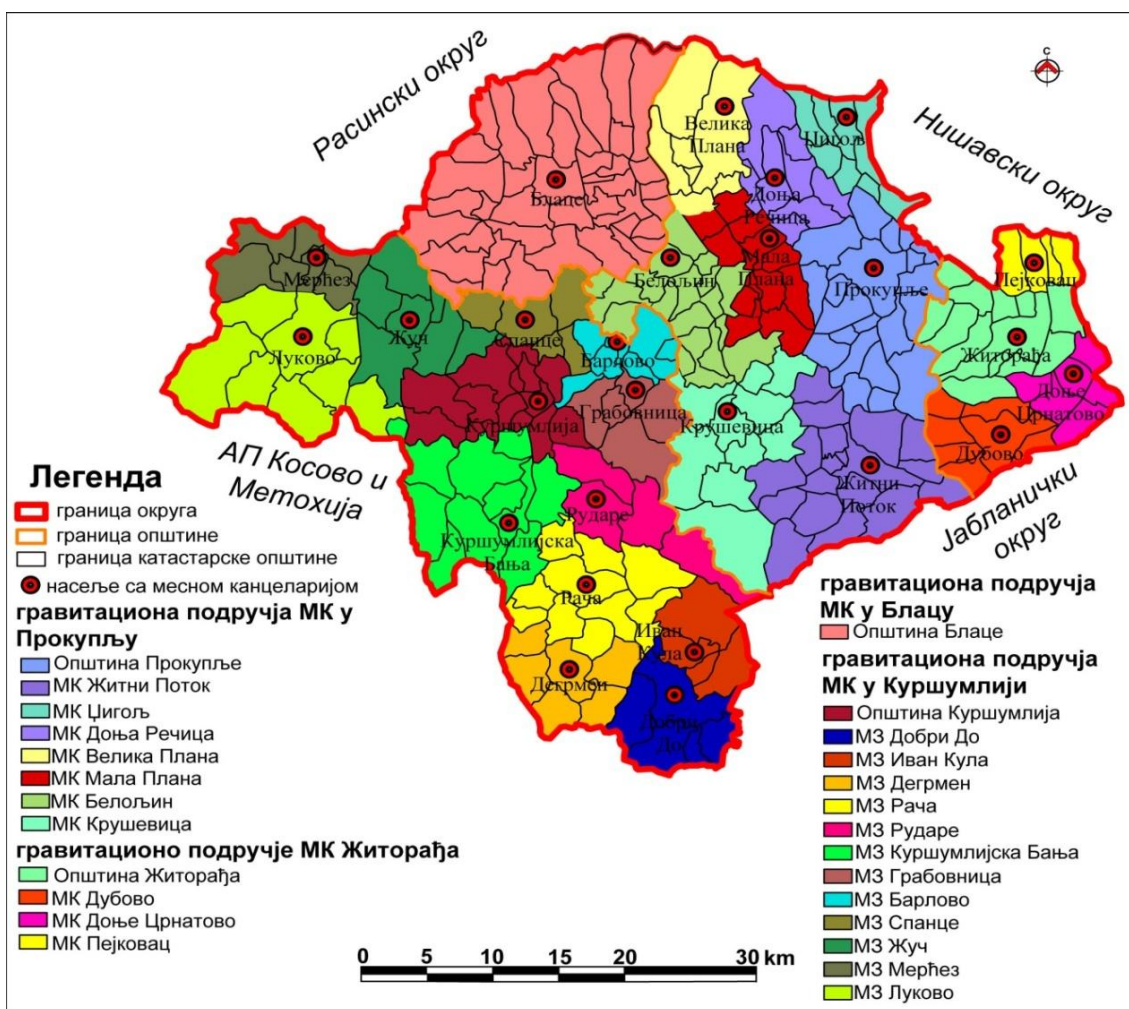 с
Расински округ
Нишавски округ
Велика
Плана
Цигољ
Доња
Речица
Блаце
Мала
Плана
Белољин
Прокупље
Пејковац
Мерћез
Луково
Жуч
Спанце
Барлово
Житорађа
Доње
Црнатово
Куршумлија
Грабовница
Крушевица
Дубово
АП Косово и
Метохија
Житни
Поток
Јабланички
округ
Рударе
Куршумлијска
Бања
Рача
Иван
Кула
Дегрмен
Добри
До
Легенда
граница округа
граница општине
граница катастарске општине
насеље са месном канцеларијом
гравитациона подручја МК у
Прокупљу
Општина Прокупље
МК Житни Поток
МК Џигољ
МК Доња Речица
МК Велика Плана
МК Мала Плана
МК Белољин
МК Крушевица
гравитационо подручје МК Житорађа
Општина Житорађа
МК Дубово
МК Доње Црнатово
МК Пејковац
гравитациона подручја
МК у Блацу
Општина Блаце
гравитациона подручја
МК у Куршумлији
Општина Куршумлија
МЗ Добри До
МЗ Иван Кула
МЗ Дегрмен
МЗ Рача
МЗ Рударе
МЗ Куршумлијска Бања
МЗ Грабовница
МЗ Барлово
МЗ Спанце
МЗ Жуч
МЗ Мерћез
МЗ Луково
0 5 10 15 20 30 km